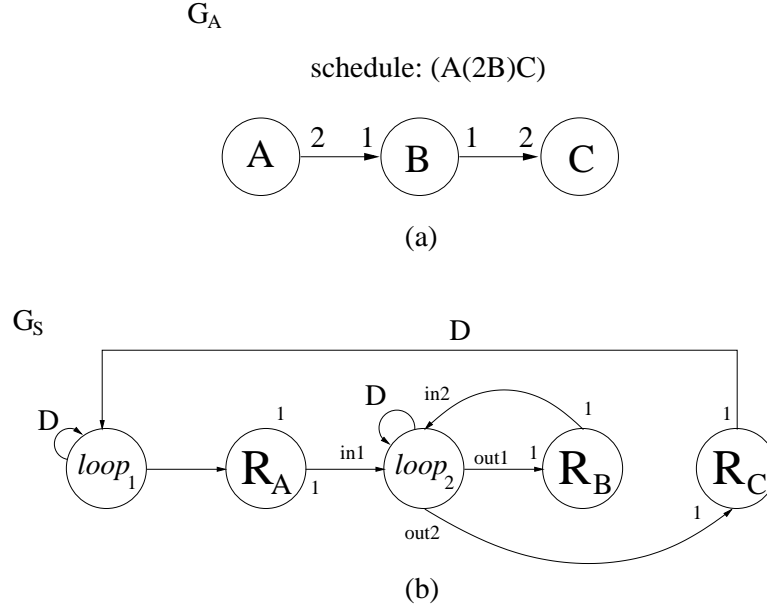 G_A
schedule: (A(2B)C)
A 2 1 B 1 2 C
(a)
G_S
D
in2
D 1 D 1 1
loop_1 R_A in1 loop_2 out1 1 R_B R_C
1 1
out2
(b)